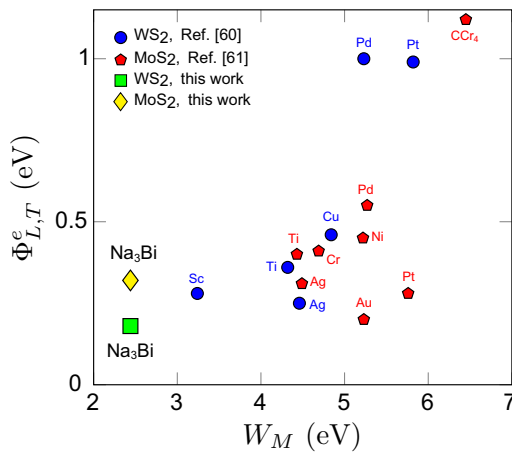 WS2, Ref. [60]
MoS2, Ref. [61]
WS2, this work
MoS2, this work
Pd
Pt
CCr₄
Pd
Cu
Ni
Ti
Cr
Ti
Ag
Ag
Au
Pt
Sc
Na₃Bi
Na₃Bi
1
0.5
0
2
3
4
5
6
7
Φᵉ_L,T (eV)
W_M (eV)